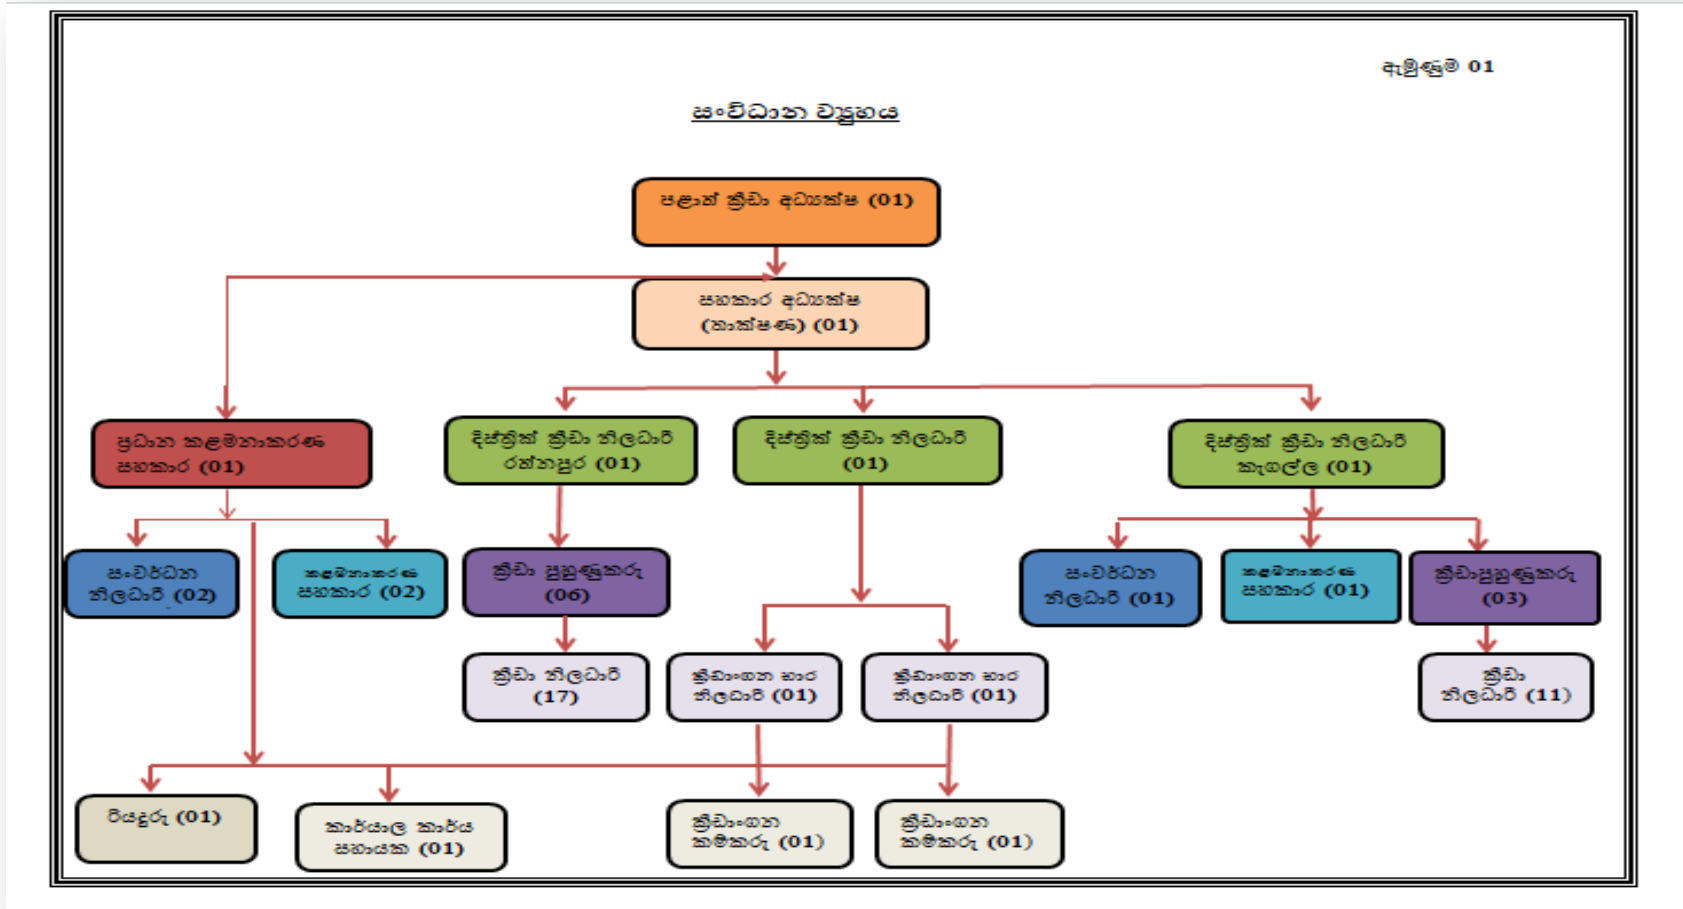 ඇමුණුම 01
සංවිධාන ව්‍යුහය
පළාත් ක්‍රීඩා අධ්‍යක්ෂ (01)
සහකාර අධ්‍යක්ෂ
(තාක්ෂණ) (01)
ප්‍රධාන කළමනාකරණ
සහකාර (01)
දිස්ත්‍රික් ක්‍රීඩා නිලධාරී
රත්නපුර (01)
දිස්ත්‍රික් ක්‍රීඩා නිලධාරී
(01)
දිස්ත්‍රික් ක්‍රීඩා නිලධාරී
කෑගල්ල (01)
සංවර්ධන
නිලධාරී (02)
කළමනාකරණ
සහකාර (02)
ක්‍රීඩා පුහුණුකරු
(06)
සංවර්ධන
නිලධාරී (01)
කළමනාකරණ
සහකාර (01)
ක්‍රීඩාපුහුණුකරු
(03)
ක්‍රීඩා නිලධාරී
(17)
ක්‍රීඩාංගන භාර
නිලධාරී (01)
ක්‍රීඩාංගන භාර
නිලධාරී (01)
ක්‍රීඩා
නිලධාරී (11)
රියදුරු (01)
කාර්යාල කාර්ය
සහායක (01)
ක්‍රීඩාංගන
කම්කරු (01)
ක්‍රීඩාංගන
කම්කරු (01)